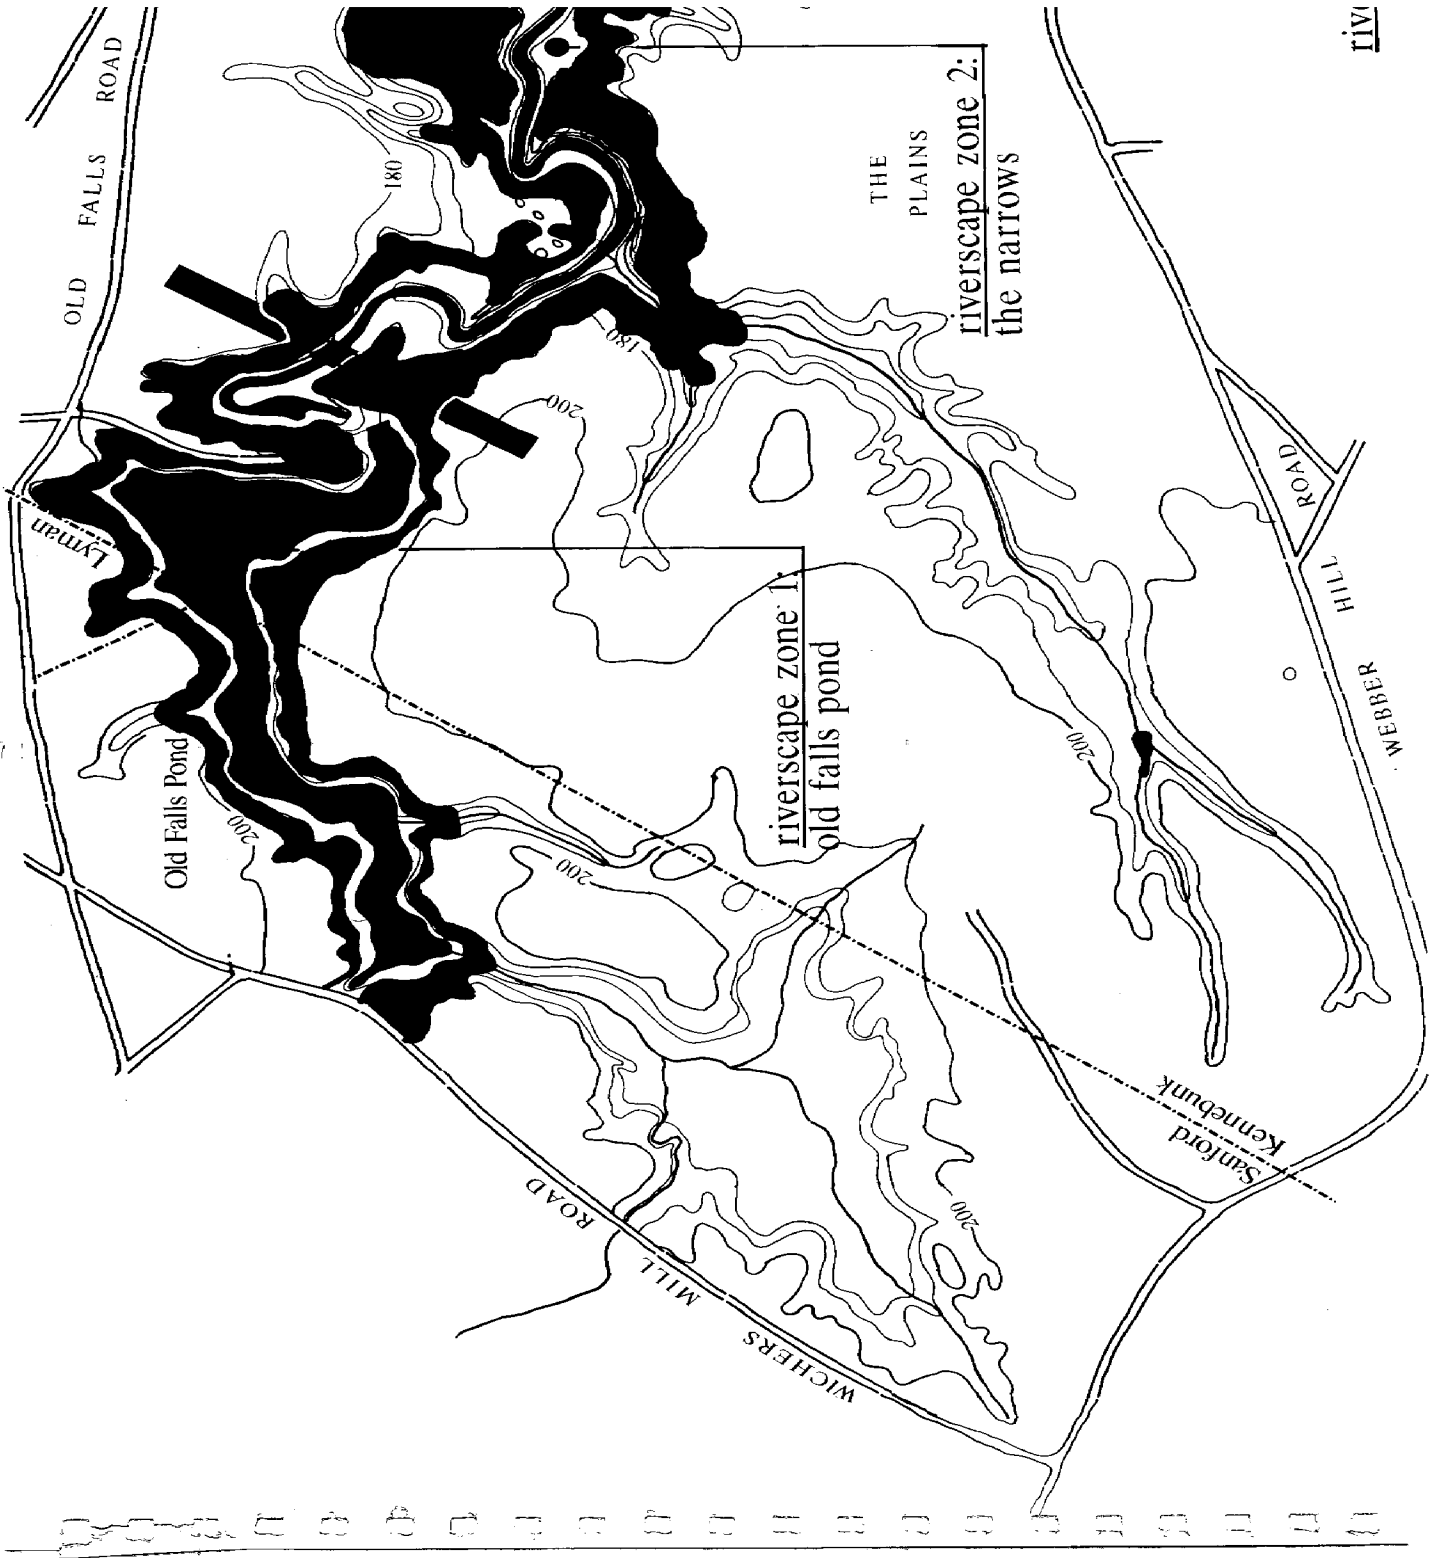 OLD FALLS ROAD
180
THE
PLAINS
riverscape zone 2:
the narrows
riv
180
200
Lyman
Old Falls Pond
200
riverscape zone 1:
old falls pond
200
200
WEBBER HILL ROAD
Sanford
Kennebunk
200
WICHERS MILL ROAD